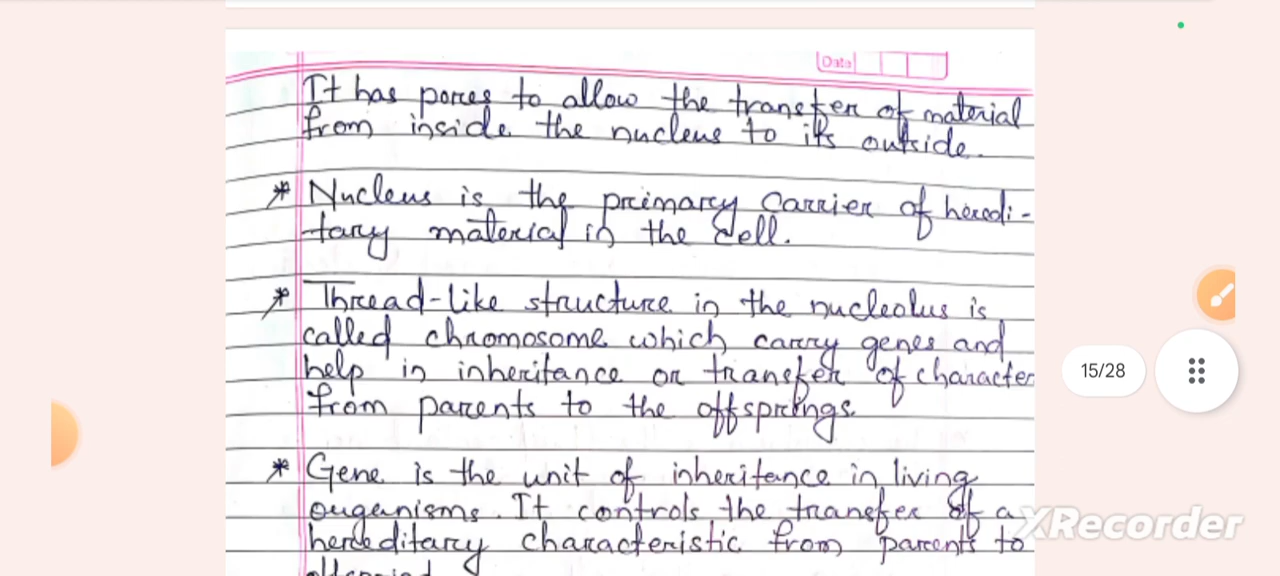 Data
It has pores to allow the transfer of material
from inside the nucleus to its outside.
* Nucleus is the primary carrier of heredi-
tary material in the cell.
* Thread-like structure in the nucleolus is
called chromosome which carry genes and
help in inheritance or transfer of character
from parents to the offsprings.
15/28
* Gene is the unit of inheritance in living
ouganisms. It controls the transfer of a
hereditary characteristic from parents to
XRecorder